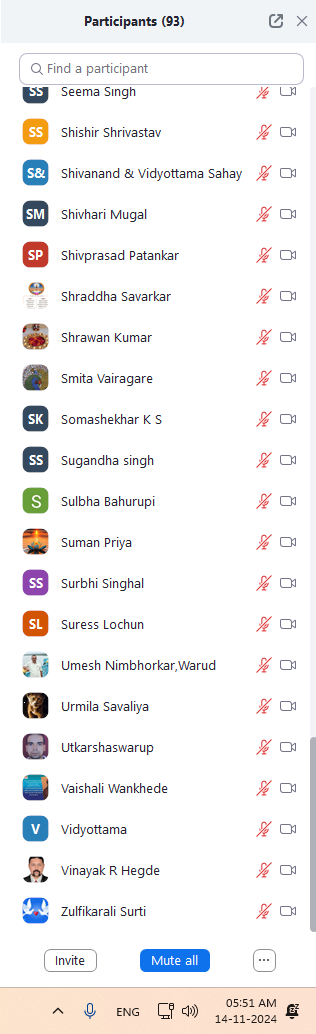 Participants (93)
Find a participant
SS Seema Singh
SS Shishir Shrivastav
S& Shivanand & Vidyottama Sahay
SM Shivhari Mugal
SP Shivprasad Patankar
Shraddha Savarkar
Shrawan Kumar
Smita Vairagare
SK Somashekhar K S
SS Sugandha singh
S Sulbha Bahurupi
Suman Priya
SS Surbhi Singhal
SL Suress Lochun
Umesh Nimbhorkar,Warud
Urmila Savaliya
Utkarshaswarup
Vaishali Wankhede
V Vidyottama
Vinayak R Hegde
Zulfikarali Surti
Invite Mute all ...
ENG 05:51 AM
14-11-2024